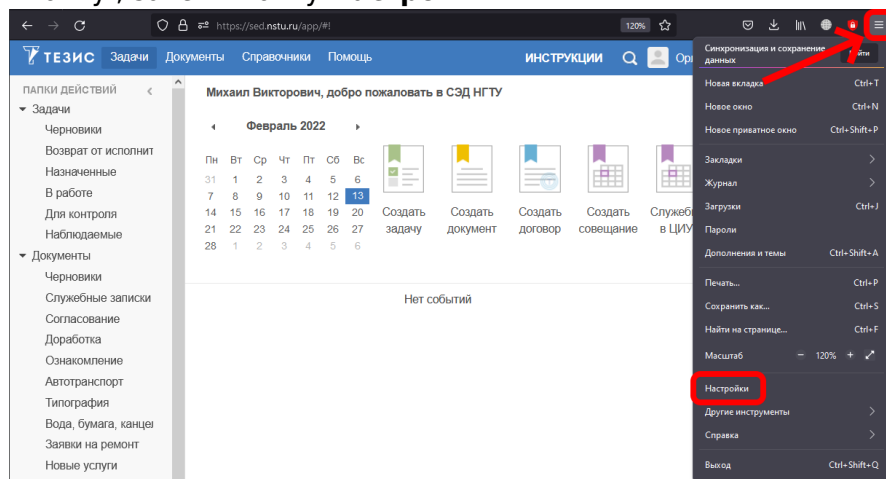 https://sed.nstu.ru/app/#!
120%
ТЕЗИС Задачи Документы Справочники Помощь ИНСТРУКЦИИ
ПАПКИ ДЕЙСТВИЙ
Задачи
Черновики
Возврат от исполнит
Назначенные
В работе
Для контроля
Наблюдаемые
Документы
Черновики
Служебные записки
Согласование
Доработка
Ознакомление
Автотранспорт
Типография
Вода, бумага, канцел
Заявки на ремонт
Новые услуги
Михаил Викторович, добро пожаловать в СЭД НГТУ
Февраль 2022
Пн Вт Ср Чт Пт Сб Вс
31 1 2 3 4 5 6
7 8 9 10 11 12 13
14 15 16 17 18 19 20
21 22 23 24 25 26 27
28 1 2 3 4 5 6
Создать задачу
Создать документ
Создать договор
Создать совещание
Нет событий
Синхронизация и сохранение
данных
Новая вкладка Ctrl+T
Новое окно Ctrl+N
Новое приватное окно Ctrl+Shift+P
Закладки
Журнал
Загрузки Ctrl+J
Пароли
Дополнения и темы Ctrl+Shift+A
Печать... Ctrl+P
Сохранить как... Ctrl+S
Найти на странице... Ctrl+F
Масштаб − 120% +
Настройки
Другие инструменты
Справка
Выход Ctrl+Shift+Q